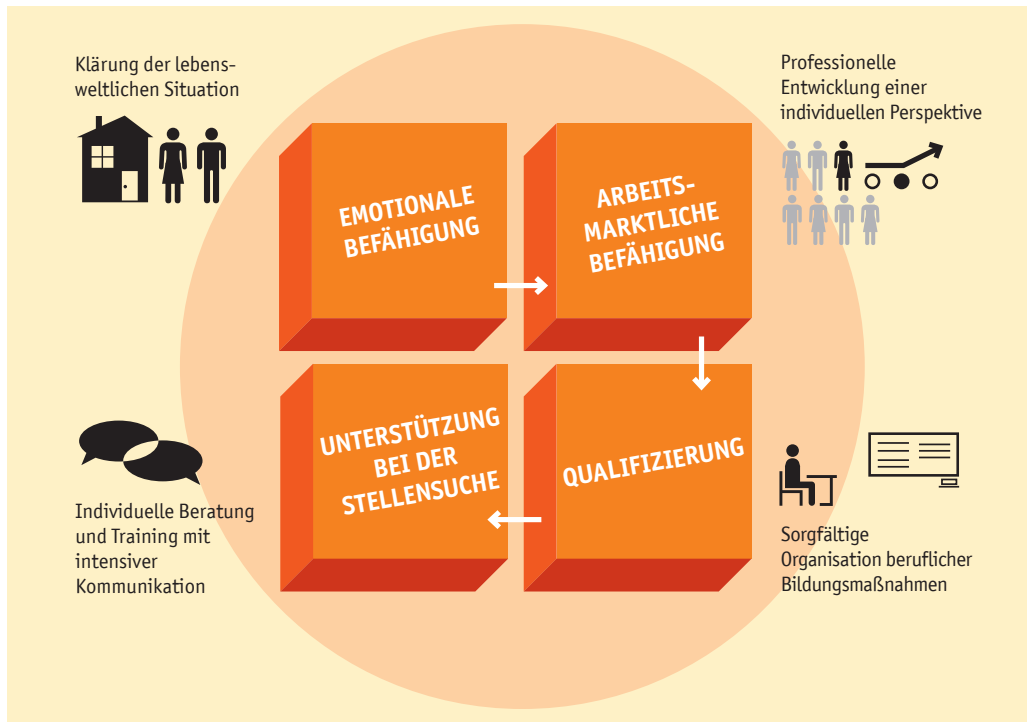 Klärung der lebens-
weltlichen Situation
EMOTIONALE
BEFÄHIGUNG
ARBEITS-
MARKTLICHE
BEFÄHIGUNG
Professionelle
Entwicklung einer
individuellen Perspektive
QUALIFIZIERUNG
Sorgfältige
Organisation beruflicher
Bildungsmaßnahmen
UNTERSTÜTZUNG
BEI DER
STELLENSUCHE
Individuelle Beratung
und Training mit
intensiver
Kommunikation